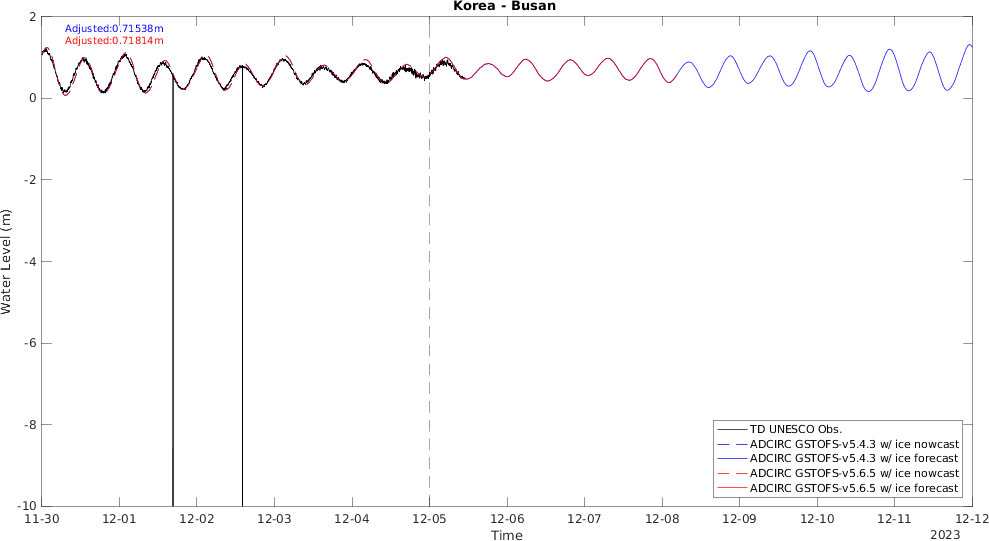 Korea - Busan
Adjusted:0.71538m
Adjusted:0.71814m
2
0
-2
-4
-6
-8
-10
Water Level (m)
TD UNESCO Obs.
ADCIRC GSTOFS-v5.4.3 w/ ice nowcast
ADCIRC GSTOFS-v5.4.3 w/ ice forecast
ADCIRC GSTOFS-v5.6.5 w/ ice nowcast
ADCIRC GSTOFS-v5.6.5 w/ ice forecast
11-30 12-01 12-02 12-03 12-04 12-05 12-06 12-07 12-08 12-09 12-10 12-11 12-12
Time
2023